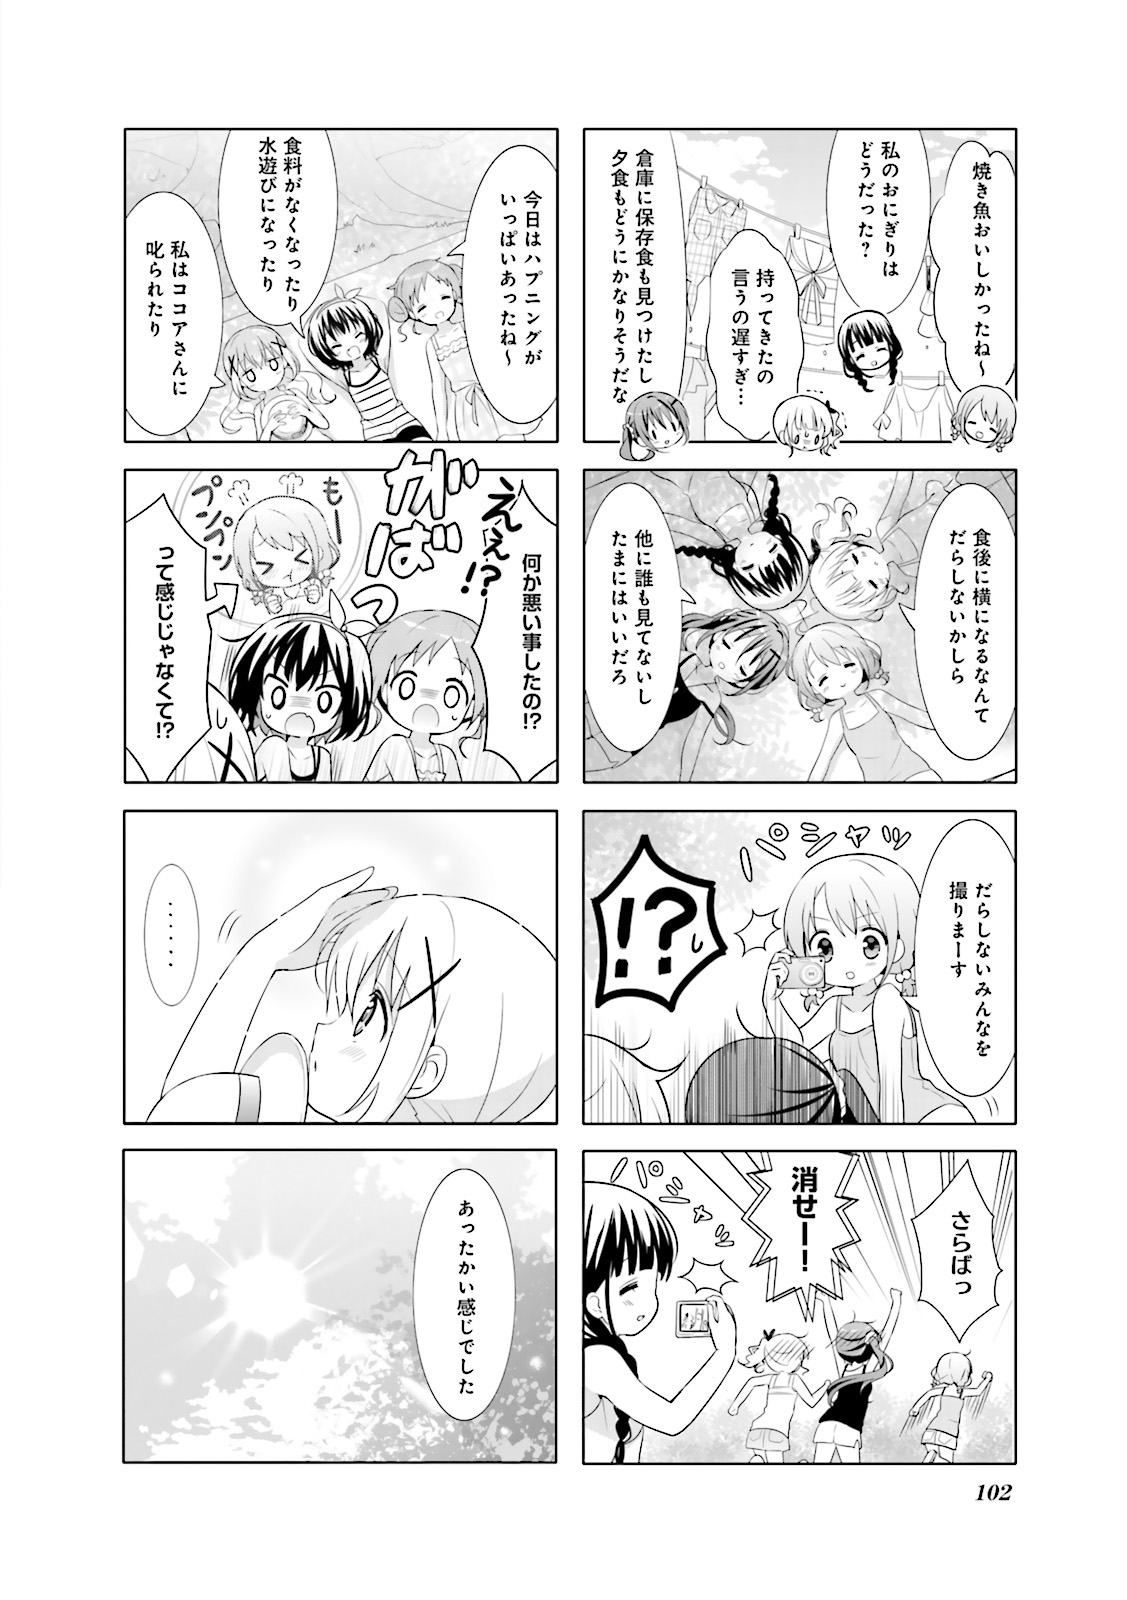 焼き魚おいしかったね〜
私のおにぎりは
どうだった?
持ってきたの
言うの遅すぎ…
倉庫に保存食も見つけたし
夕食もどうにかなりそうだな
食後に横になるなんて
だらしないかしら
他に誰も見てないし
たまにはいいだろ
だらしないみんなを
撮りまーす
パシャッ
!?
さらばっ
消せー!
パシャッ
今日はハプニングが
いっぱいあったね〜
食料がなくなったり
水遊びになったり
私はココアさんに
叱られたり
ええ!?
何か悪い事したの!?
がばっ
もー
プンプン
って感じじゃなくて!?
・・・・・・
あったかい感じでした
102